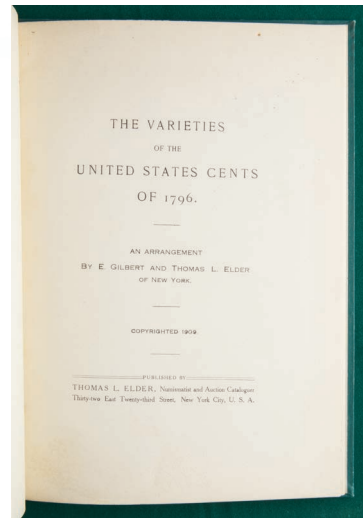 THE VARIETIES
OF THE
UNITED STATES CENTS
OF 1796.
AN ARRANGEMENT
BY E. GILBERT AND THOMAS L. ELDER
OF NEW YORK.
COPYRIGHTED 1909
PUBLISHED BY
THOMAS L. ELDER, Numismatist and Auction Cataloguer
Thirty-two East Twenty-third Street, New York City, U. S. A.